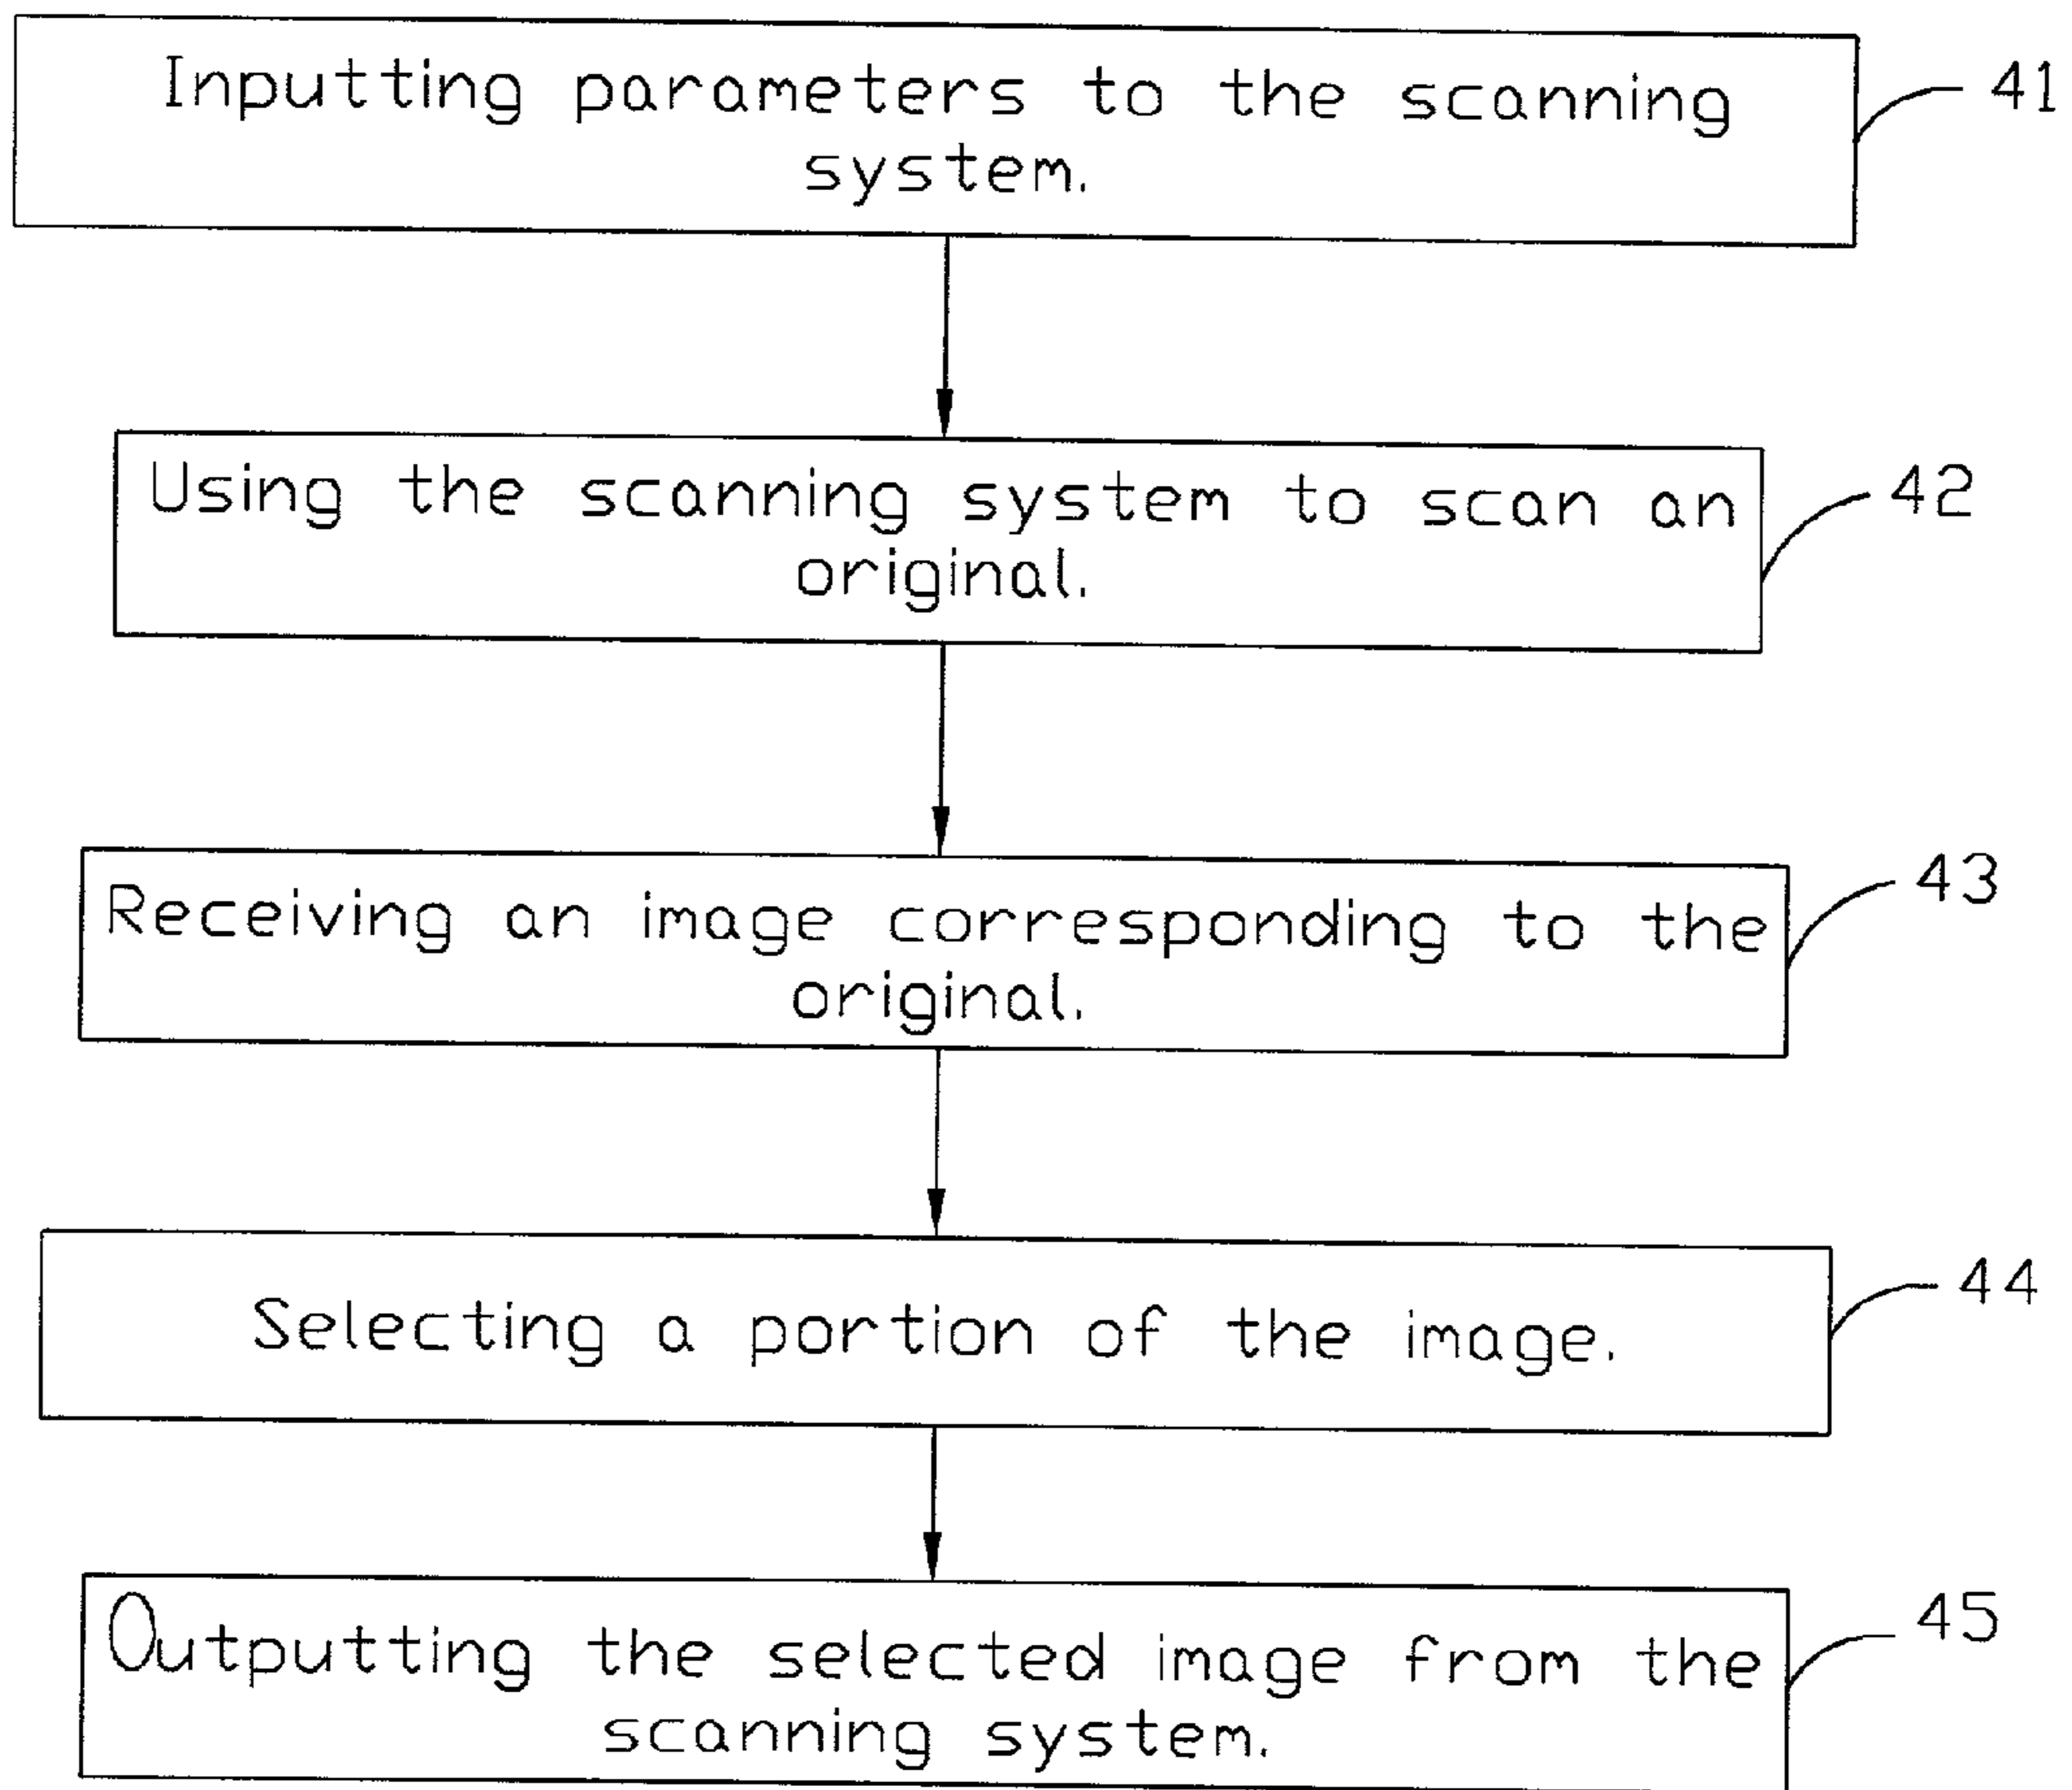 Inputting parameters to the scanning
system.
41
Using the scanning system to scan an
original.
42
Receiving an image corresponding to the
original.
43
Selecting a portion of the image.
44
Outputting the selected image from the
scanning system.
45